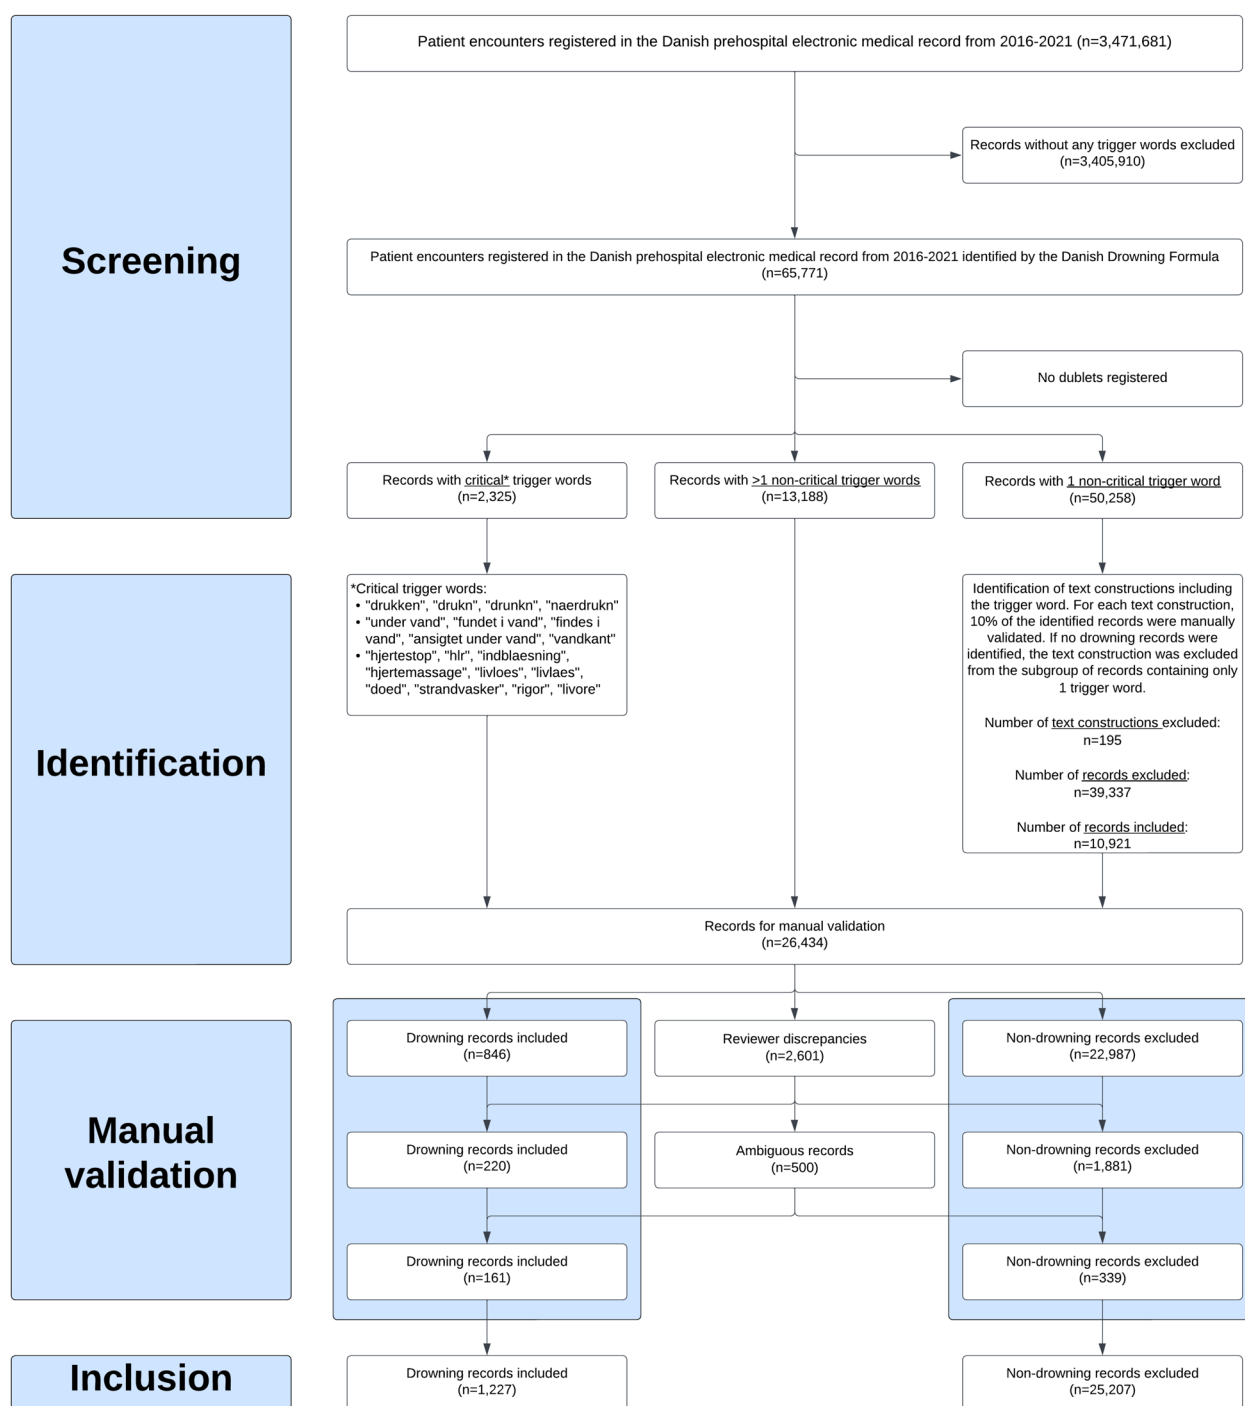 Screening
Patient encounters registered in the Danish prehospital electronic medical record from 2016-2021 (n=3,471,681)
Records without any trigger words excluded
(n=3,405,910)
Patient encounters registered in the Danish prehospital electronic medical record from 2016-2021 identified by the Danish Drowning Formula
(n=65,771)
No dublets registered
Records with critical* trigger words
(n=2,325)
Records with >1 non-critical trigger words
(n=13,188)
Records with 1 non-critical trigger word
(n=50,258)
Identification
*Critical trigger words:
• "drukken", "drukn", "drunkn", "naerdrukn"
• "under vand", "fundet i vand", "findes i
vand", "ansigtet under vand", "vandkant"
• "hjertestop", "hlr", "indblaesning",
"hjertemassage", "livloes", "livlaes",
"doed", "strandvasker", "rigor", "livore"
Identification of text constructions including
the trigger word. For each text construction,
10% of the identified records were manually
validated. If no drowning records were
identified, the text construction was excluded
from the subgroup of records containing only
1 trigger word.
Number of text constructions excluded:
n=195
Number of records excluded:
n=39,337
Number of records included:
n=10,921
Records for manual validation
(n=26,434)
Manual
validation
Drowning records included
(n=846)
Reviewer discrepancies
(n=2,601)
Non-drowning records excluded
(n=22,987)
Drowning records included
(n=220)
Ambiguous records
(n=500)
Non-drowning records excluded
(n=1,881)
Drowning records included
(n=161)
Non-drowning records excluded
(n=339)
Inclusion
Drowning records included
(n=1,227)
Non-drowning records excluded
(n=25,207)